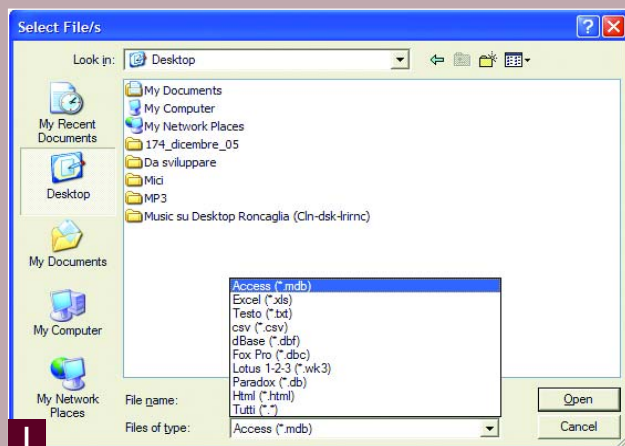 Select File/s
Look in:
Desktop
My Recent
Documents
Desktop
My Documents
My Computer
My Network
Places
My Documents
My Computer
My Network Places
174_dicembre_05
Da sviluppare
Mici
MP3
Music su Desktop Roncaglia (Cln-dsk-lrirnc)
Access (*.mdb)
Excel (*.xls)
Testo (*.txt)
csv (*.csv)
dBase (*.dbf)
Fox Pro (*.dbc)
Lotus 1-2-3 (*.wk3)
Paradox (*.db)
Html (*.html)
Tutti (*.*)
File name:
Open
Files of type:
Access (*.mdb)
Cancel